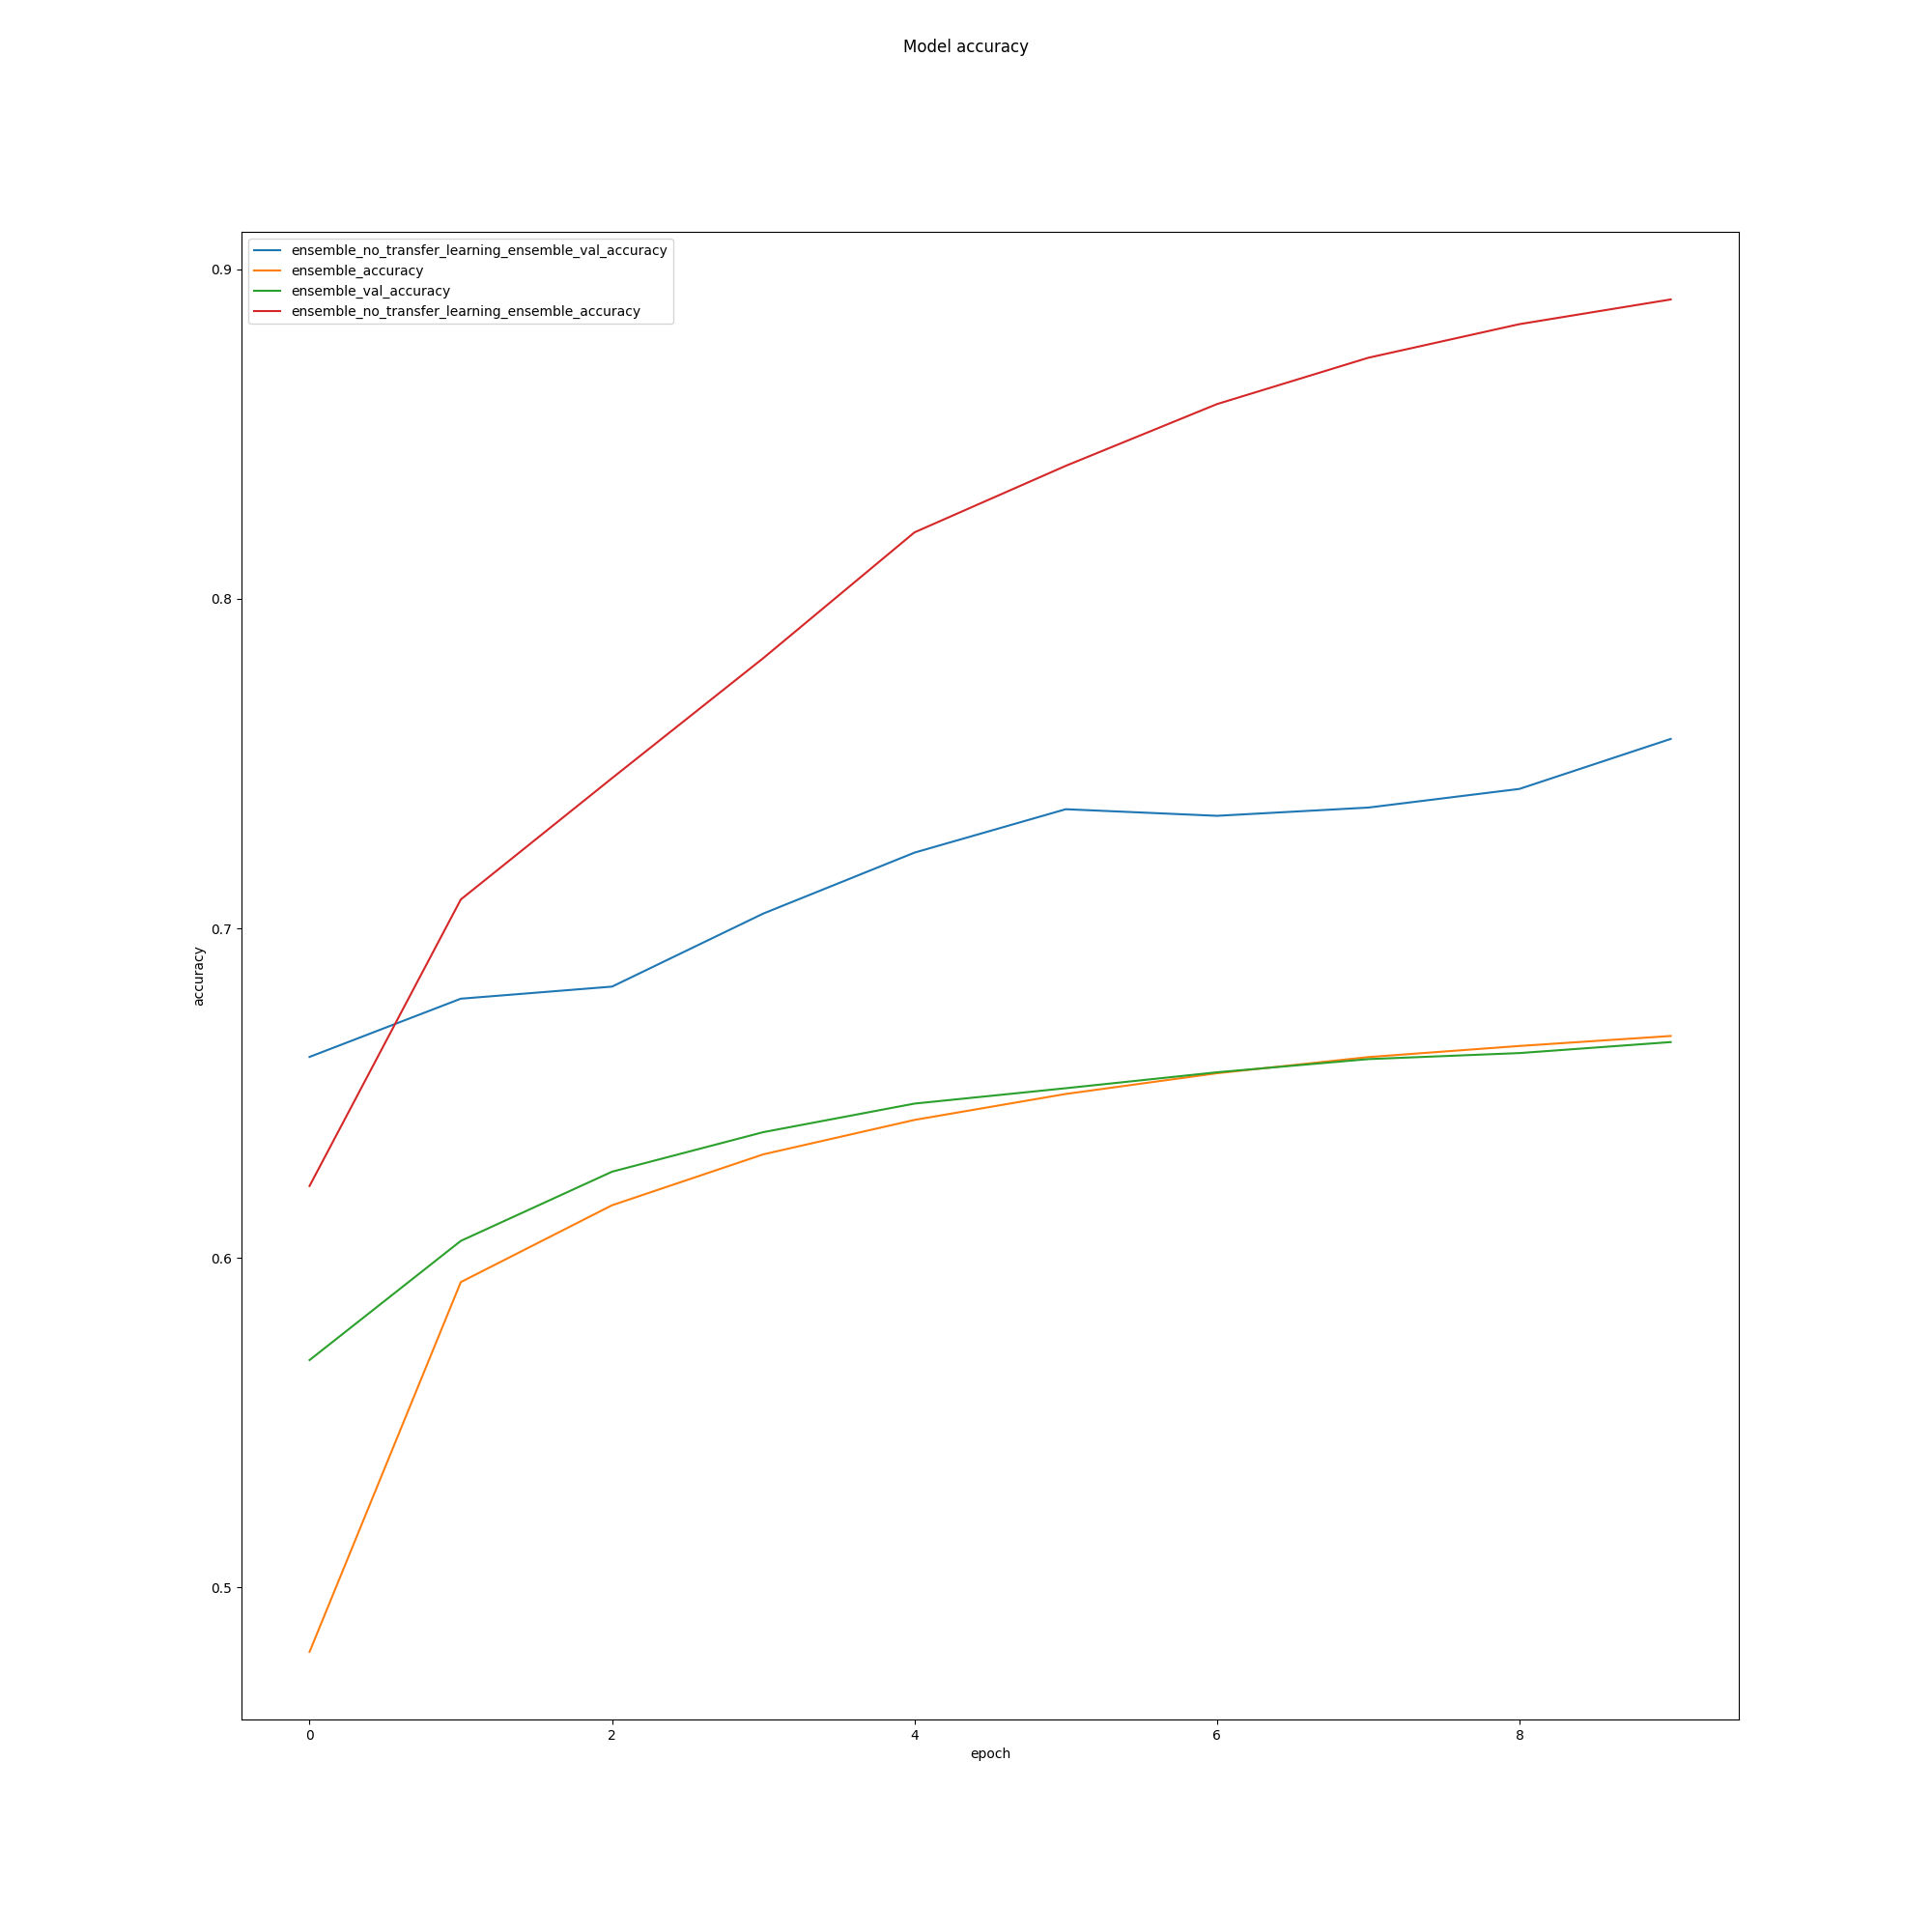 Model accuracy
ensemble_no_transfer_learning_ensemble_val_accuracy
ensemble_accuracy
ensemble_val_accuracy
ensemble_no_transfer_learning_ensemble_accuracy
0.9
0.8
0.7
0.6
0.5
accuracy
0 2 4 6 8
epoch